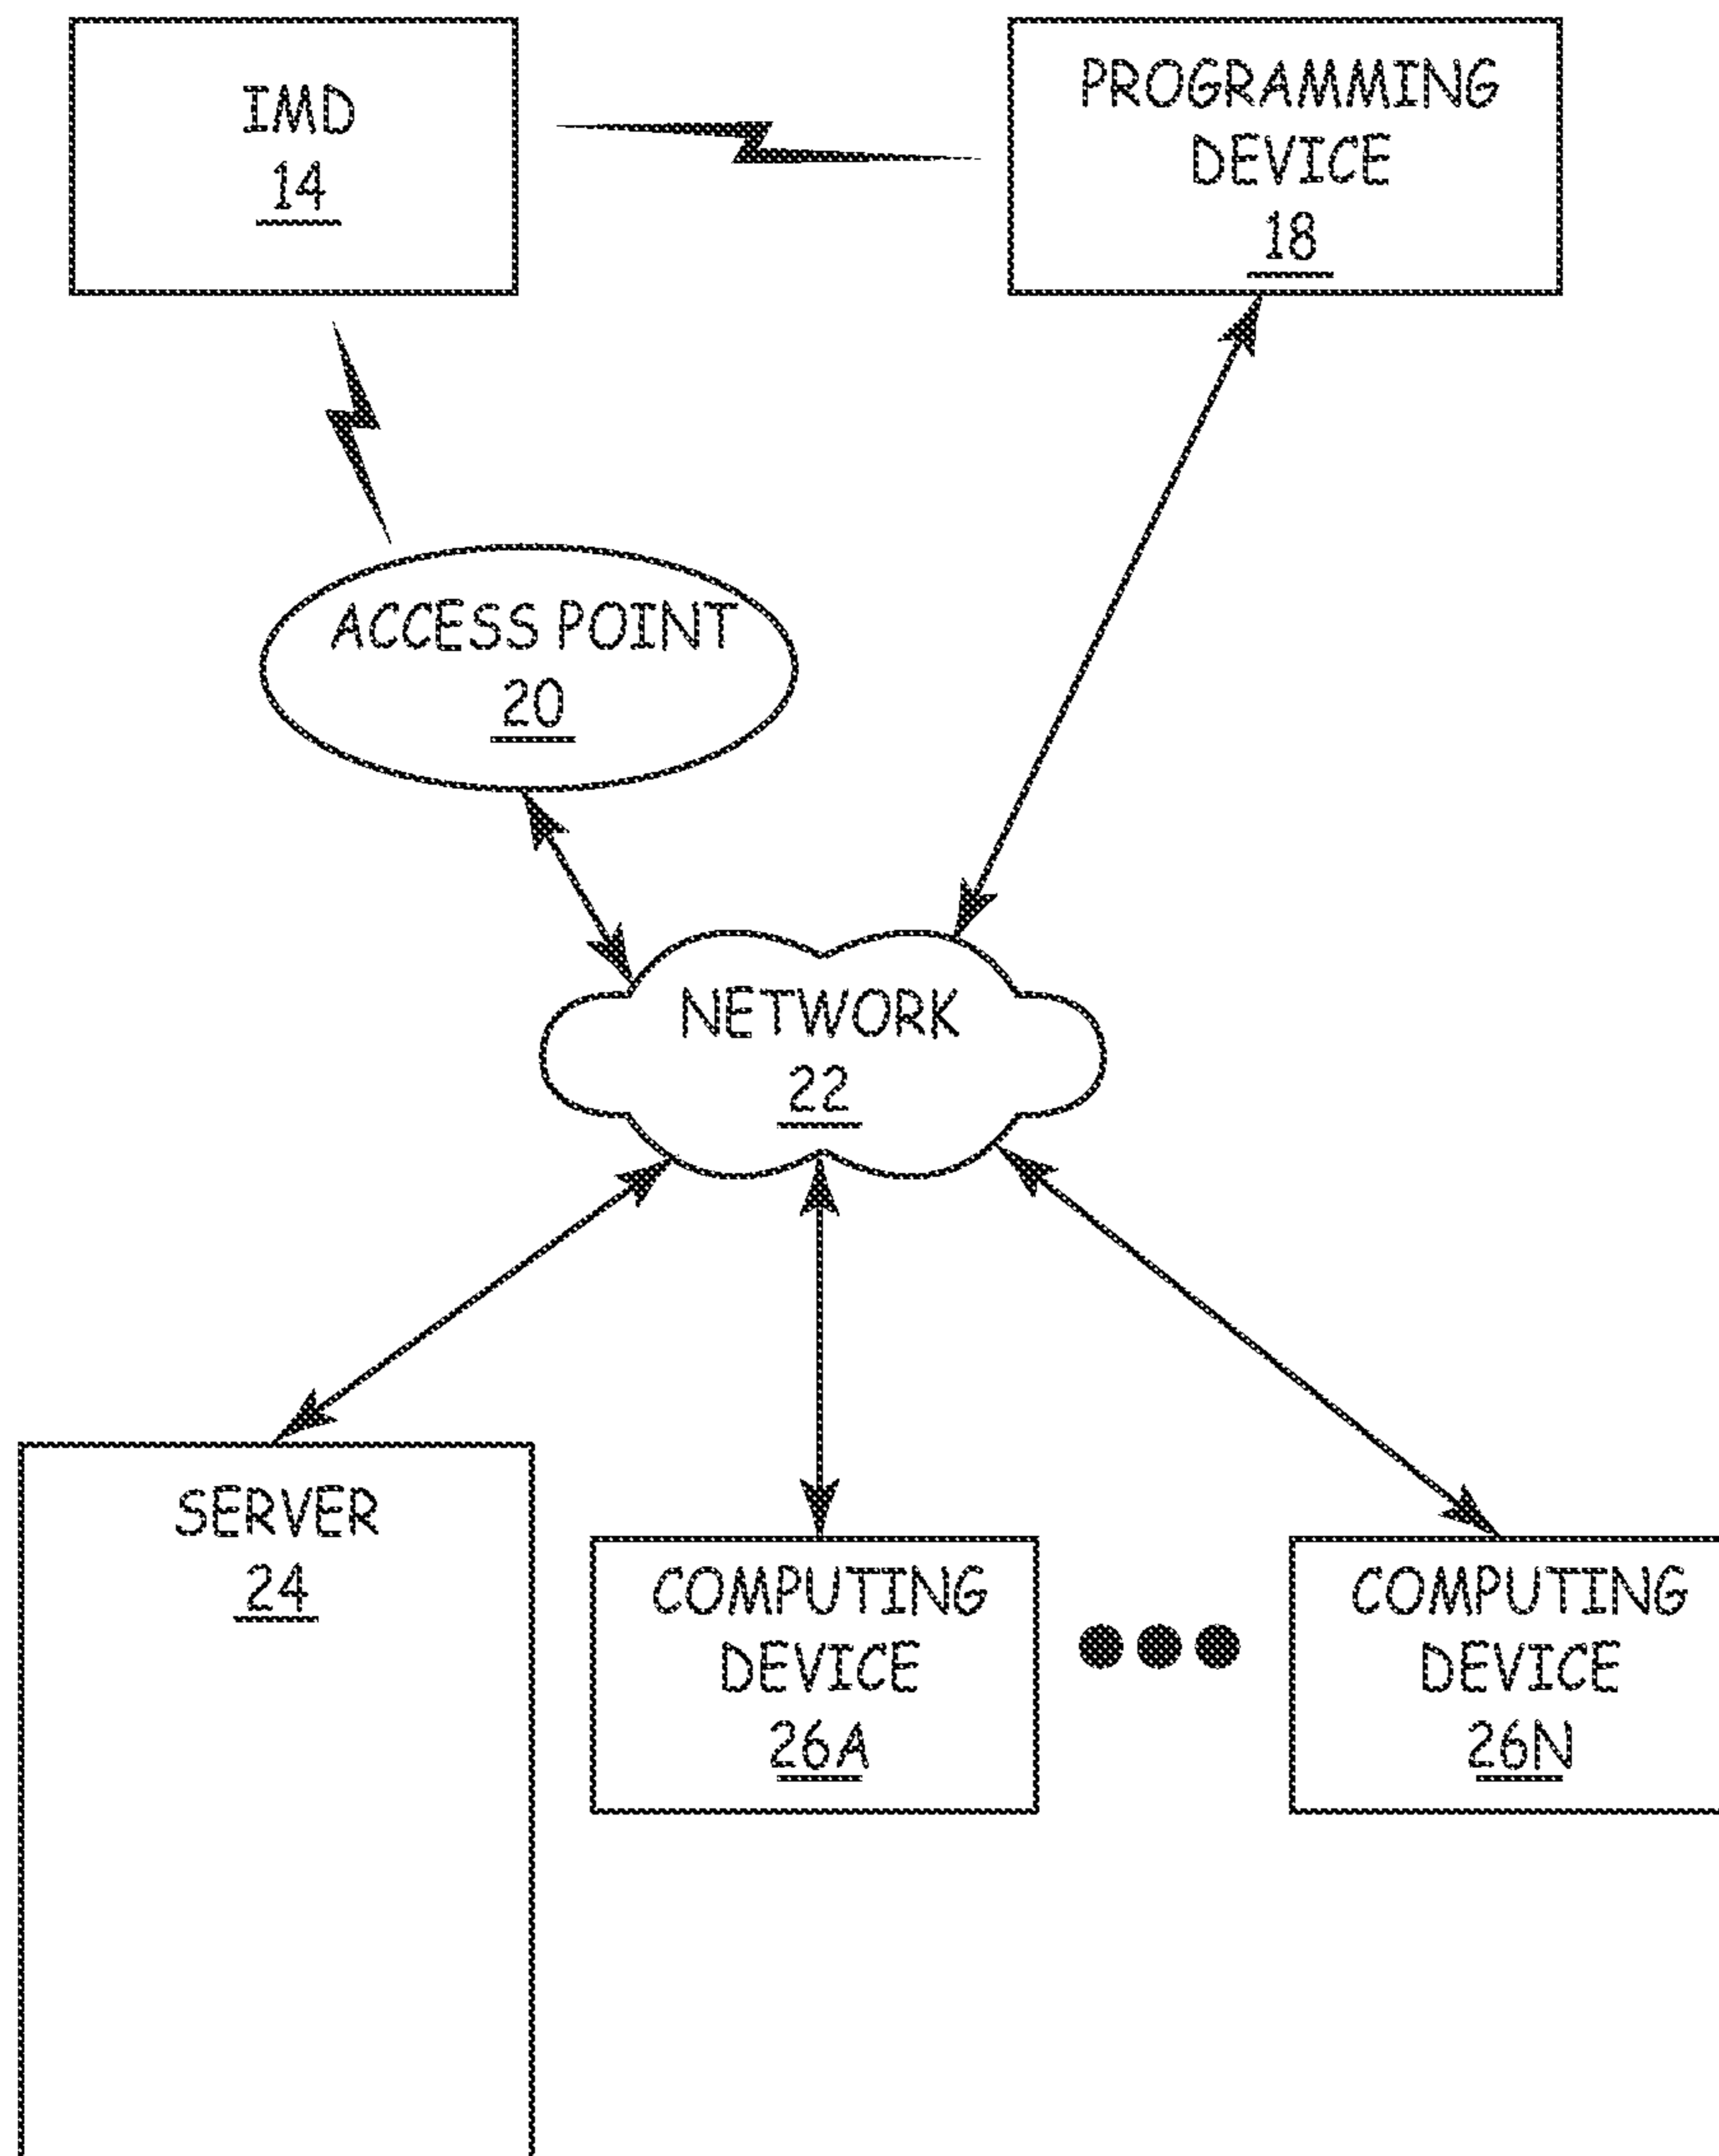 IMD
14
PROGRAMMING
DEVICE
18
ACCESS POINT
20
NETWORK
22
SERVER
24
COMPUTING
DEVICE
26A
COMPUTING
DEVICE
26N